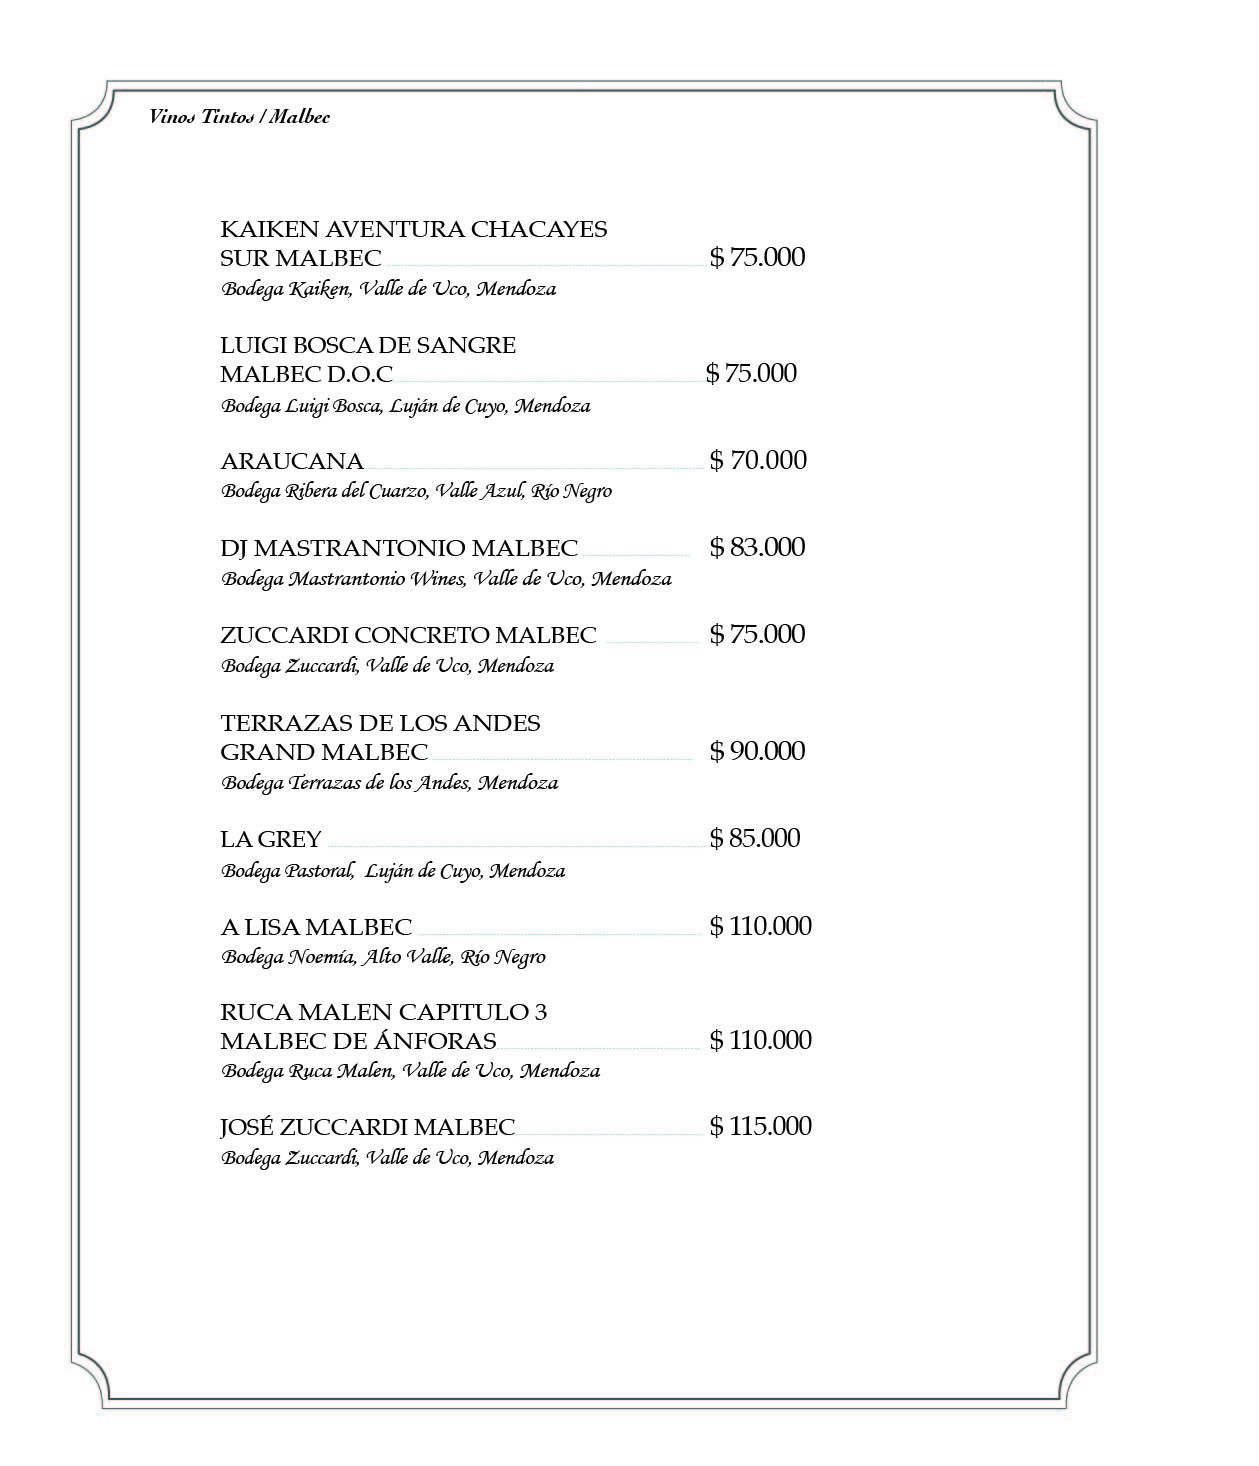 Vinos Tintos / Malbec
KAIKEN AVENTURA CHACAYES
SUR MALBEC $ 75.000
Bodega Kaiken, Valle de Uco, Mendoza
LUIGI BOSCA DE SANGRE
MALBEC D.O.C $ 75.000
Bodega Luigi Bosca, Luján de Cuyo, Mendoza
ARAUCANA $ 70.000
Bodega Ribera del Cuarzo, Valle Azul, Río Negro
DJ MASTRANTONIO MALBEC $ 83.000
Bodega Mastrantonio Wines, Valle de Uco, Mendoza
ZUCCARDI CONCRETO MALBEC $ 75.000
Bodega Zuccardi, Valle de Uco, Mendoza
TERRAZAS DE LOS ANDES
GRAND MALBEC $ 90.000
Bodega Terrazas de los Andes, Mendoza
LA GREY $ 85.000
Bodega Pastoral, Luján de Cuyo, Mendoza
A LISA MALBEC $ 110.000
Bodega Noemía, Alto Valle, Río Negro
RUCA MALEN CAPITULO 3
MALBEC DE ÁNFORAS $ 110.000
Bodega Ruca Malen, Valle de Uco, Mendoza
JOSÉ ZUCCARDI MALBEC $ 115.000
Bodega Zuccardi, Valle de Uco, Mendoza